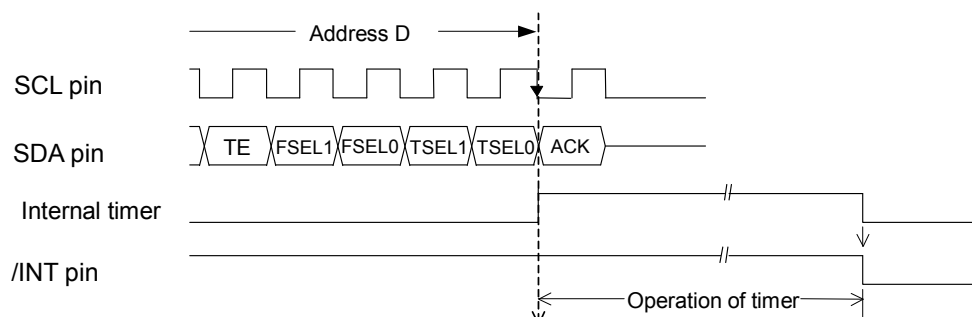 Address D
SCL pin
SDA pin
TE FSEL1 FSEL0 TSEL1 TSEL0 ACK
Internal timer
/INT pin
Operation of timer